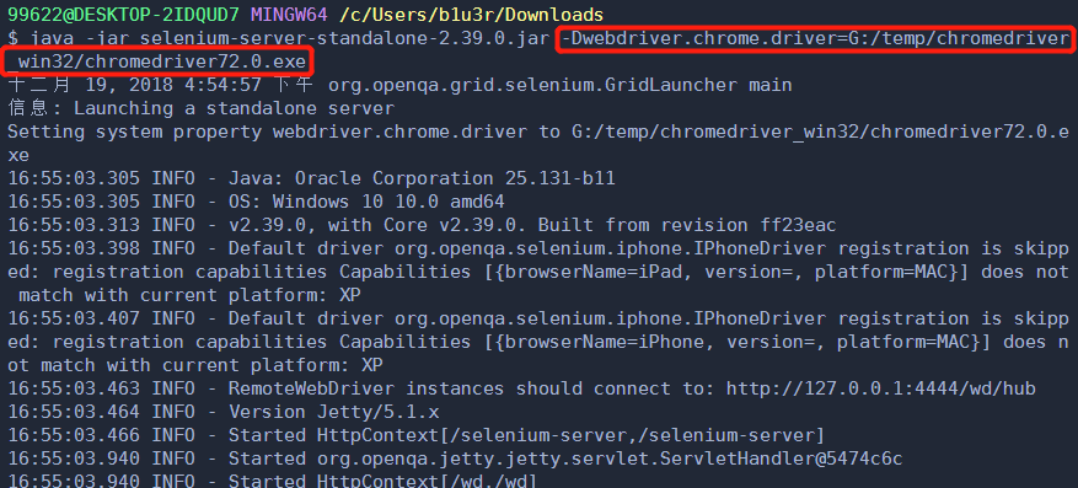 99622@DESKTOP-2IDQUD7 MINGW64 /c/Users/b1u3r/Downloads
$ java -jar selenium-server-standalone-2.39.0.jar -Dwebdriver.chrome.driver=G:/temp/chromedriver
_win32/chromedriver72.0.exe
十二月 19, 2018 4:54:57 下午 org.openqa.grid.selenium.GridLauncher main
信息: Launching a standalone server
Setting system property webdriver.chrome.driver to G:/temp/chromedriver_win32/chromedriver72.0.e
xe
16:55:03.305 INFO - Java: Oracle Corporation 25.131-b11
16:55:03.305 INFO - OS: Windows 10 10.0 amd64
16:55:03.313 INFO - v2.39.0, with Core v2.39.0. Built from revision ff23eac
16:55:03.398 INFO - Default driver org.openqa.selenium.iphone.IPhoneDriver registration is skipp
ed: registration capabilities Capabilities [{browserName=iPad, version=, platform=MAC}] does not
 match with current platform: XP
16:55:03.407 INFO - Default driver org.openqa.selenium.iphone.IPhoneDriver registration is skipp
ed: registration capabilities Capabilities [{browserName=iPhone, version=, platform=MAC}] does n
ot match with current platform: XP
16:55:03.463 INFO - RemoteWebDriver instances should connect to: http://127.0.0.1:4444/wd/hub
16:55:03.464 INFO - Version Jetty/5.1.x
16:55:03.466 INFO - Started HttpContext[/selenium-server,/selenium-server]
16:55:03.940 INFO - Started org.openqa.jetty.jetty.servlet.ServletHandler@5474c6c
16:55:03.940 INFO - Started HttpContext[/wd,/wd]